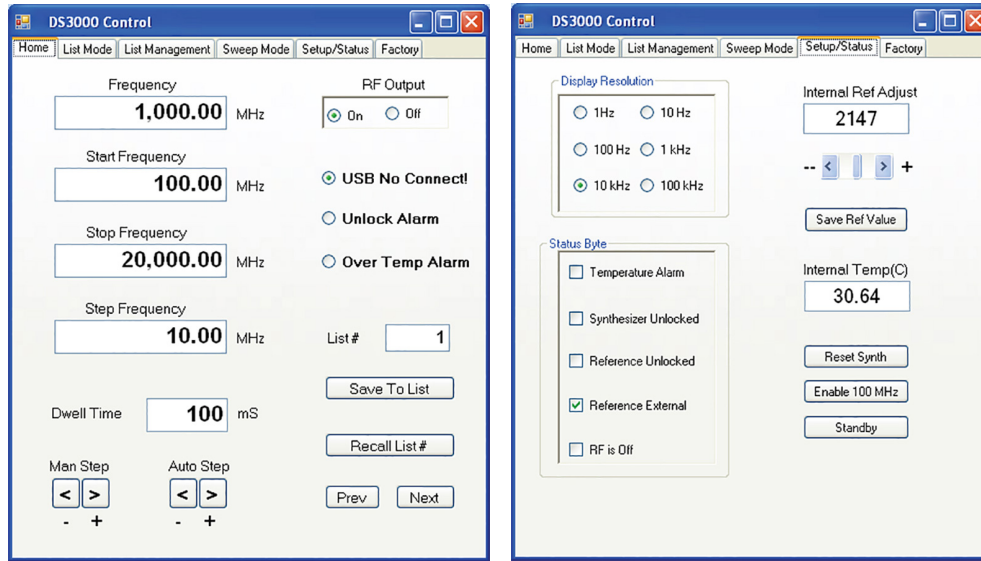 DS3000 Control
Home List Mode List Management Sweep Mode Setup/Status Factory
Frequency
1,000.00 MHz
Start Frequency
100.00 MHz
Stop Frequency
20,000.00 MHz
Step Frequency
10.00 MHz
Dwell Time 100 mS
Man Step Auto Step
< > < >
- + - +
RF Output
On Off
USB No Connect!
Unlock Alarm
Over Temp Alarm
List # 1
Save To List
Recall List #
Prev Next
DS3000 Control
Home List Mode List Management Sweep Mode Setup/Status Factory
Display Resolution
1Hz 10 Hz
100 Hz 1 kHz
10 kHz 100 kHz
Status Byte
Temperature Alarm
Synthesizer Unlocked
Reference Unlocked
Reference External
RF is Off
Internal Ref Adjust
2147
-- < > +
Save Ref Value
Internal Temp(C)
30.64
Reset Synth
Enable 100 MHz
Standby